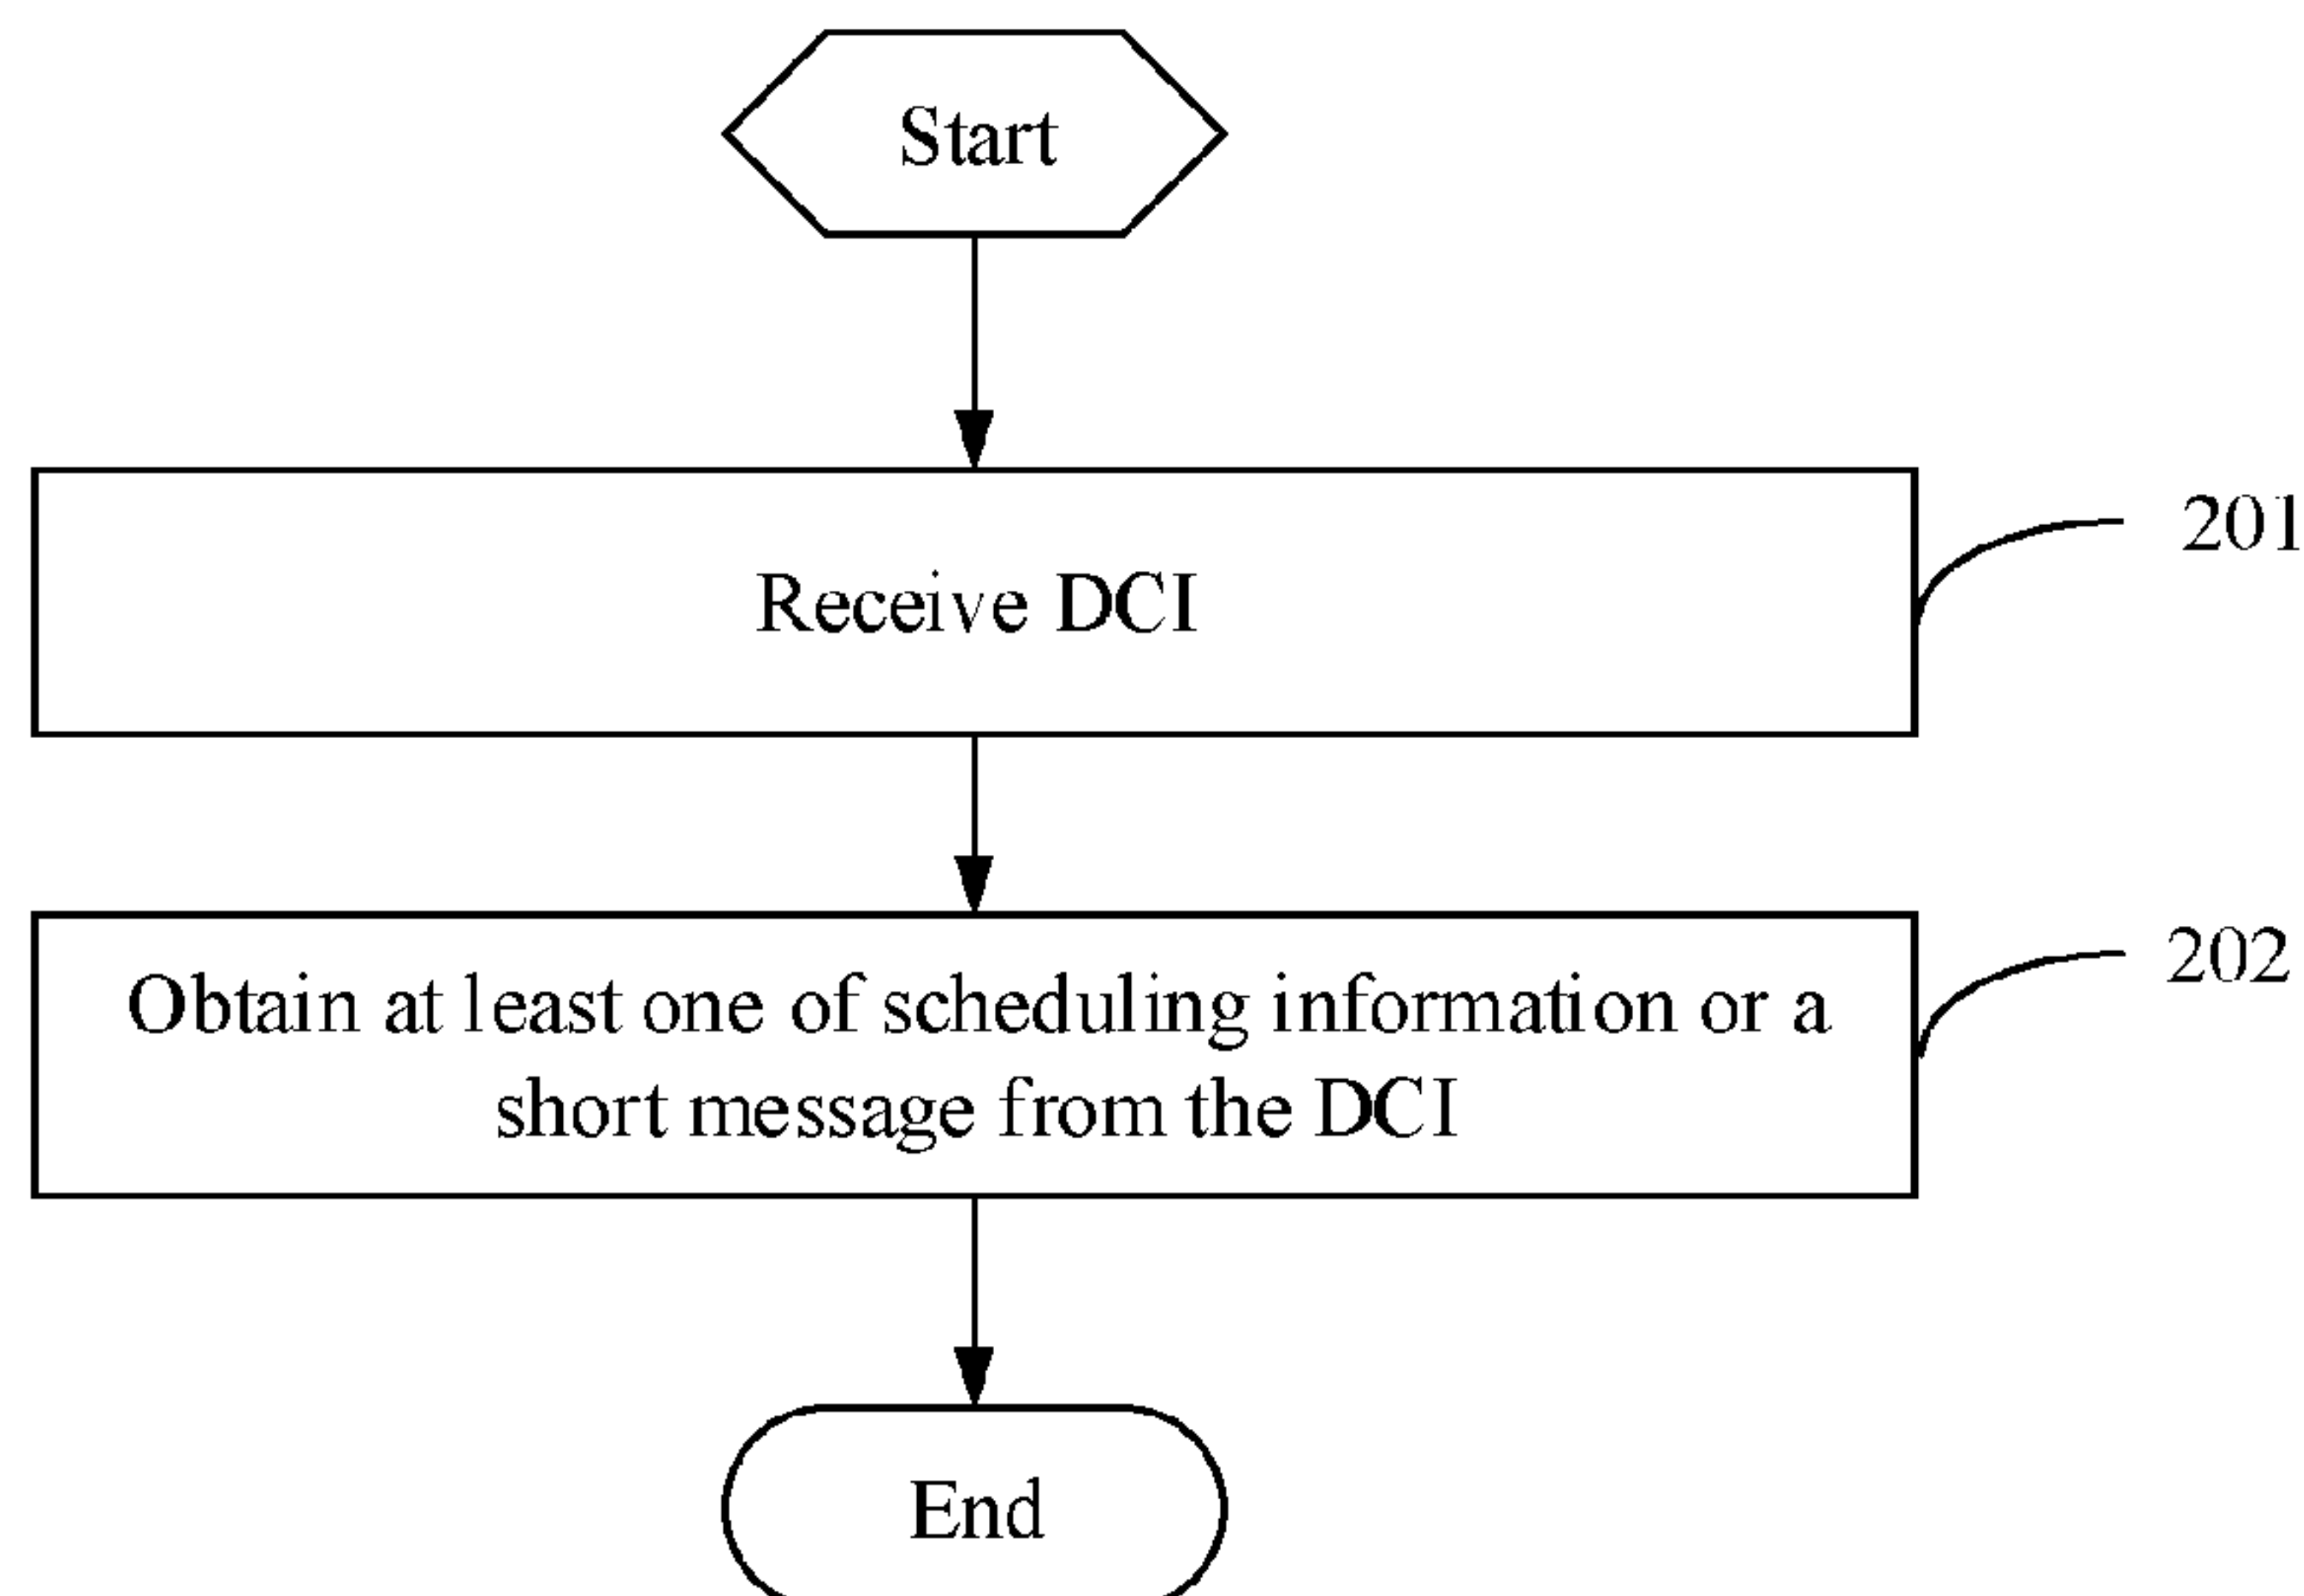 Start
Receive DCI
201
Obtain at least one of scheduling information or a
short message from the DCI
202
End